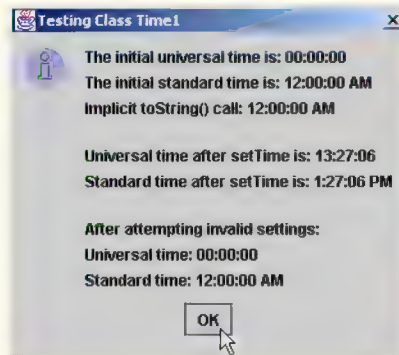 Testing Class Time1
The initial universal time is: 00:00:00
The initial standard time is: 12:00:00 AM
Implicit toString() call: 12:00:00 AM
Universal time after setTime is: 13:27:06
Standard time after setTime is: 1:27:06 PM
After attempting invalid settings:
Universal time: 00:00:00
Standard time: 12:00:00 AM
OK